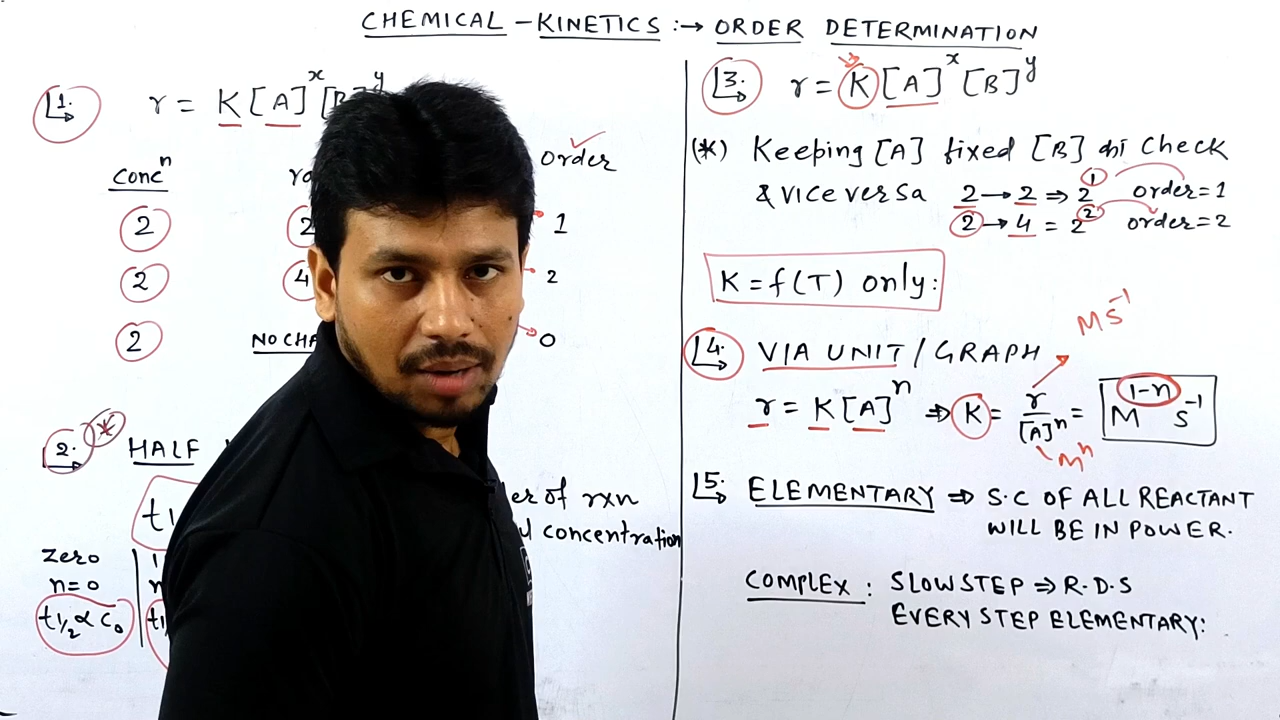 CHEMICAL - KINETICS :→ ORDER DETERMINATION
1. r = K[A]^x [B]^y
Conc^n order
2 2 1
2 4 2
2 NO CHA 0
2. (*) HALF
t1
er of rxn
concentration
zero
n=0
t1/2 ∝ C0
3. r = K[A]^x [B]^y
(*) Keeping [A] fixed [B] का Check
& vice versa 2 → 2 ⇒ 2^1 order = 1
2 → 4 = 2^2 order = 2
K = f(T) only:
4. VIA UNIT / GRAPH
MS^-1
r = K[A]^n ⇒ K = r/[A]^n = M^1-n S^-1
M^n
5. ELEMENTARY ⇒ S.C OF ALL REACTANT
WILL BE IN POWER.
COMPLEX : SLOW STEP ⇒ R.D.S
EVERY STEP ELEMENTARY: